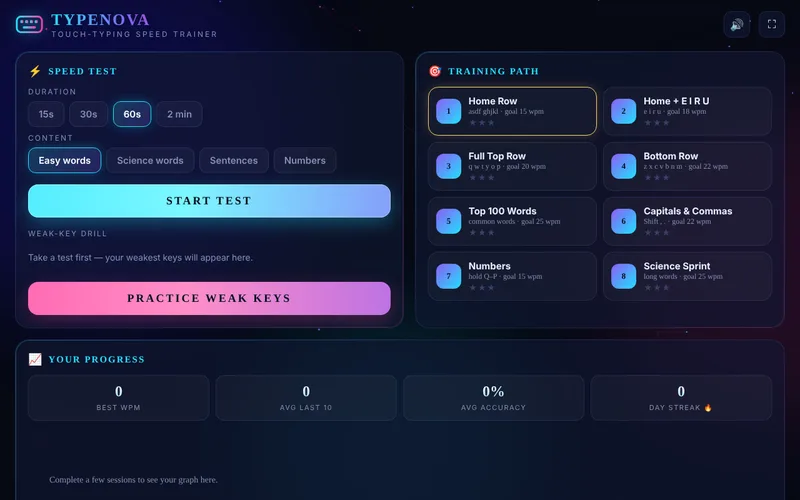 TYPENOVA
TOUCH-TYPING SPEED TRAINER
SPEED TEST
DURATION
15s
30s
60s
2 min
CONTENT
Easy words
Science words
Sentences
Numbers
START TEST
WEAK-KEY DRILL
Take a test first — your weakest keys will appear here.
PRACTICE WEAK KEYS
TRAINING PATH
1
Home Row
asdf ghjkl · goal 15 wpm
2
Home + E I R U
e i r u · goal 18 wpm
3
Full Top Row
q w t y o p · goal 20 wpm
4
Bottom Row
z x c v b n m · goal 22 wpm
5
Top 100 Words
common words · goal 25 wpm
6
Capitals & Commas
Shift , . · goal 22 wpm
7
Numbers
hold Q–P · goal 15 wpm
8
Science Sprint
long words · goal 25 wpm
YOUR PROGRESS
0
BEST WPM
0
AVG LAST 10
0%
AVG ACCURACY
0
DAY STREAK
Complete a few sessions to see your graph here.